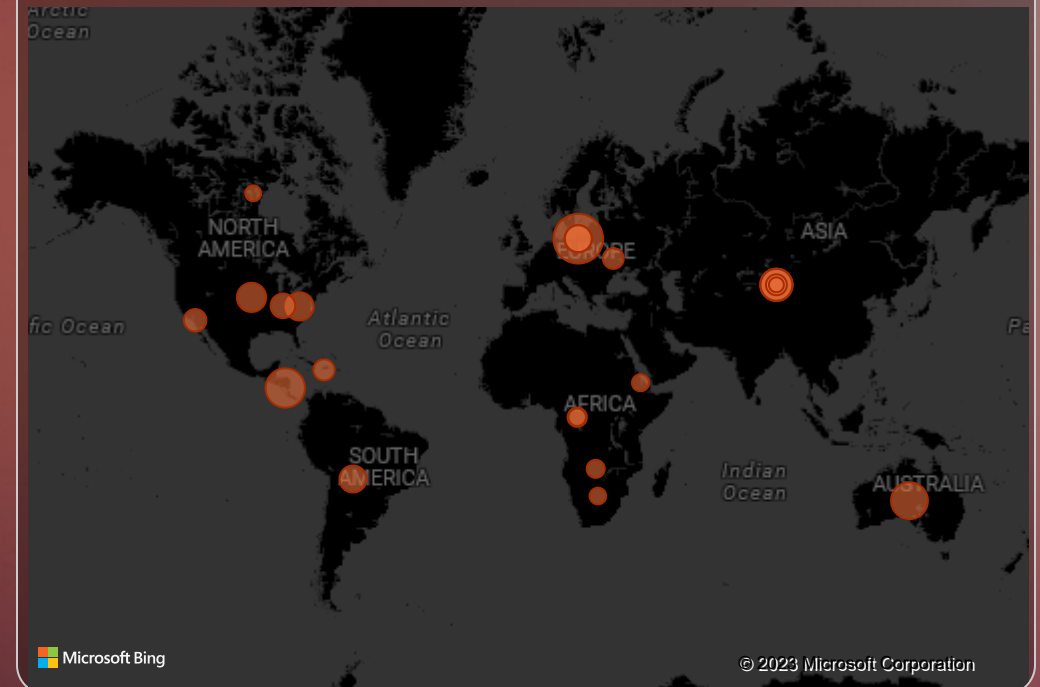 Arctic
Ocean
NORTH
AMERICA
EUROPE
ASIA
fic Ocean
Atlantic
Ocean
AFRICA
SOUTH
AMERICA
Indian
Ocean
AUSTRALIA
Pa
Microsoft Bing
© 2023 Microsoft Corporation